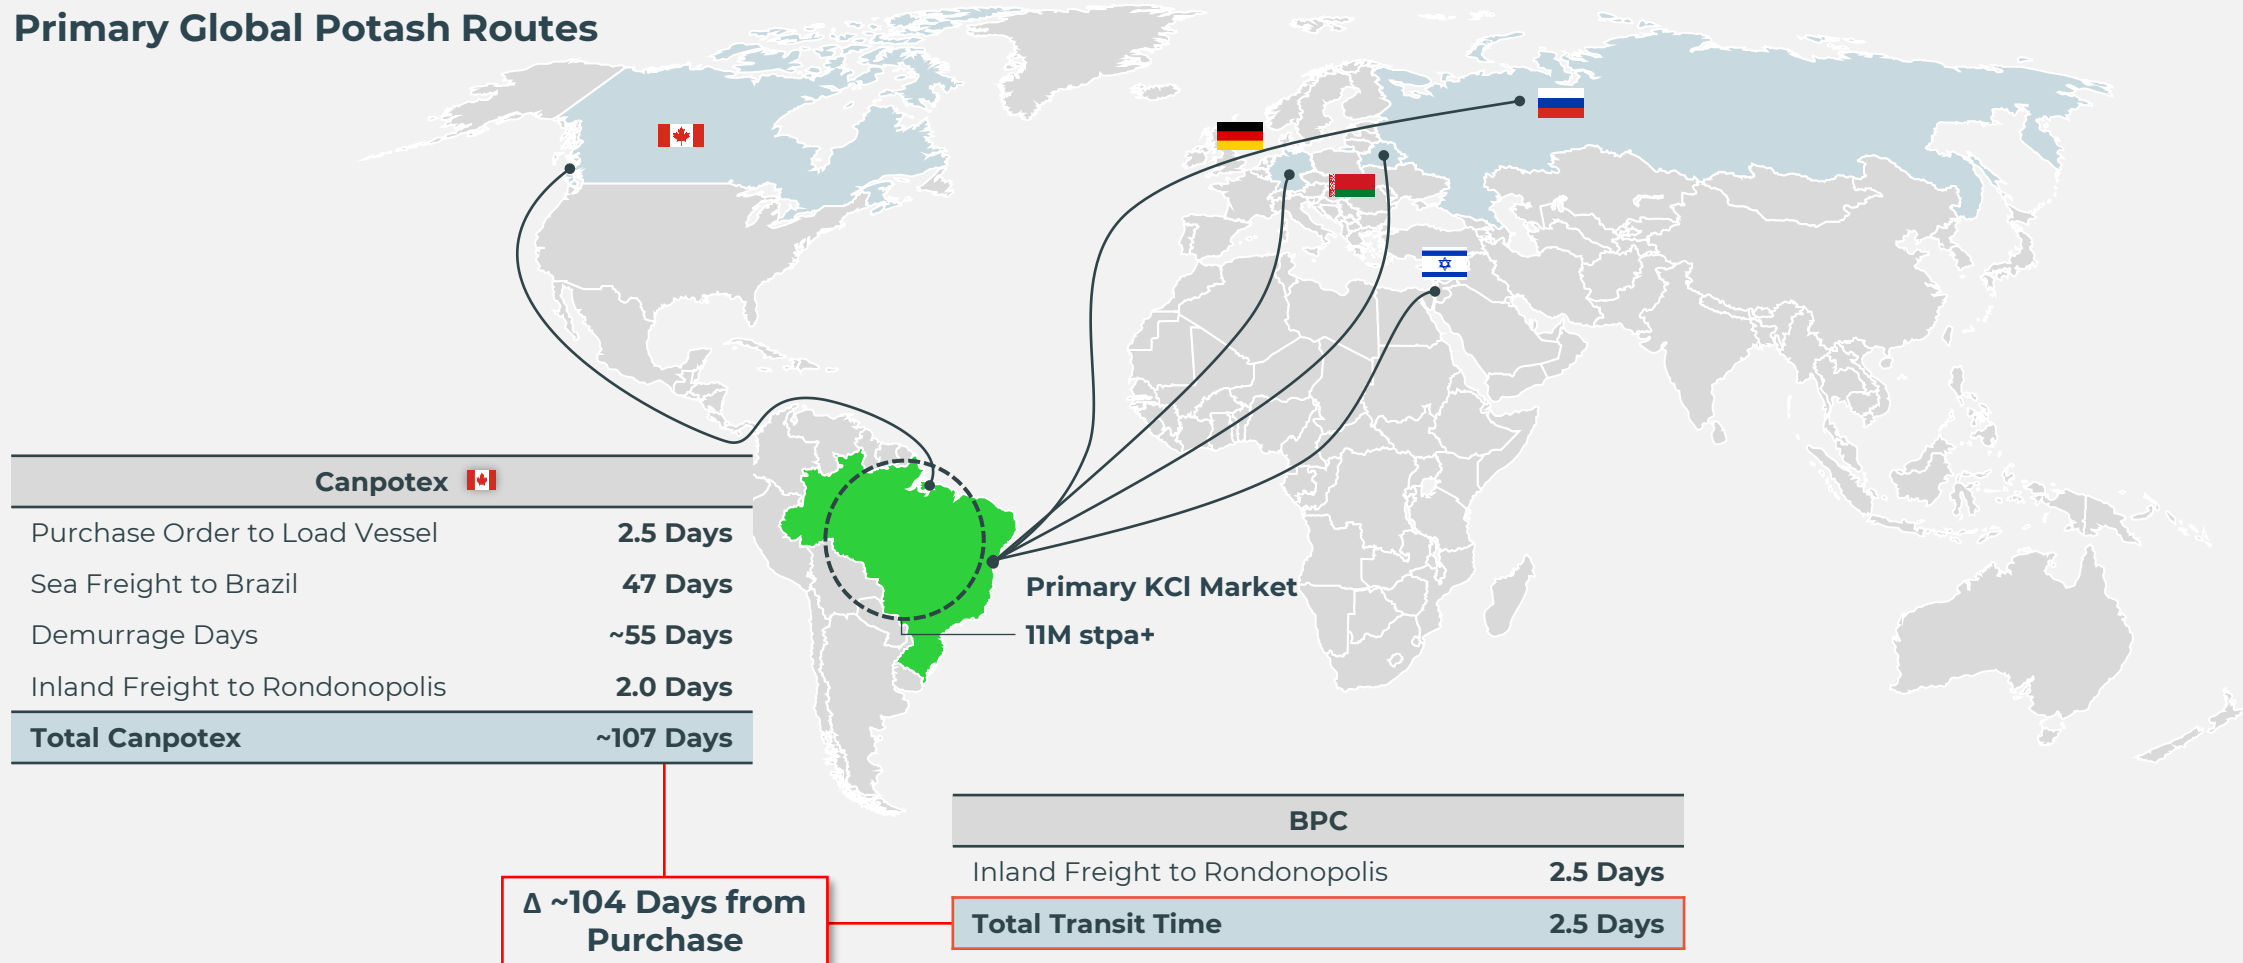 Primary Global Potash Routes
Canpotex
Purchase Order to Load Vessel 2.5 Days
Sea Freight to Brazil 47 Days
Demurrage Days ~55 Days
Inland Freight to Rondonopolis 2.0 Days
Total Canpotex ~107 Days
Primary KCl Market
11M stpa+
BPC
Inland Freight to Rondonopolis 2.5 Days
Total Transit Time 2.5 Days
Δ ~104 Days from
Purchase